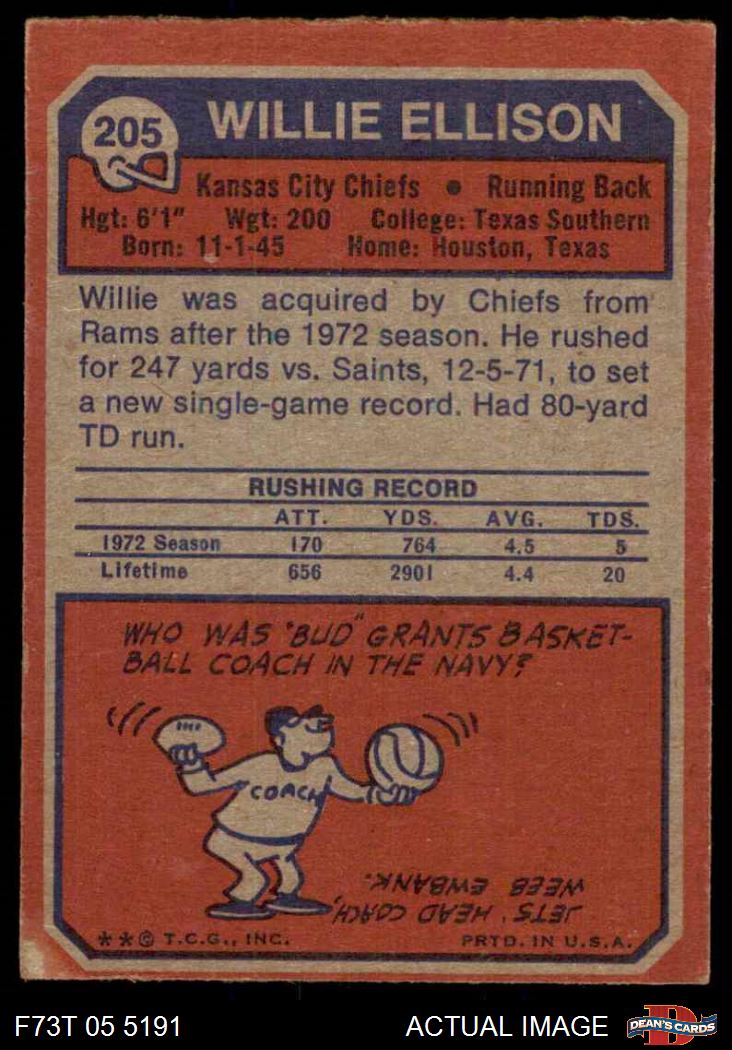 205
WILLIE ELLISON
Kansas City Chiefs • Running Back
Hgt: 6'1" Wgt: 200 College: Texas Southern
Born: 11-1-45 Home: Houston, Texas
Willie was acquired by Chiefs from
Rams after the 1972 season. He rushed
for 247 yards vs. Saints, 12-5-71, to set
a new single-game record. Had 80-yard
TD run.
RUSHING RECORD
ATT. YDS. AVG. TDS.
1972 Season 170 764 4.5 5
Lifetime 656 2901 4.4 20
WHO WAS "BUD" GRANTS BASKET-
BALL COACH IN THE NAVY?
COACH
JETS' HEAD COACH,
WEEB EWBANK.
**© T.C.G., INC. PRTD. IN U.S.A.
F73T 05 5191 ACTUAL IMAGE
D
DEAN'S CARDS